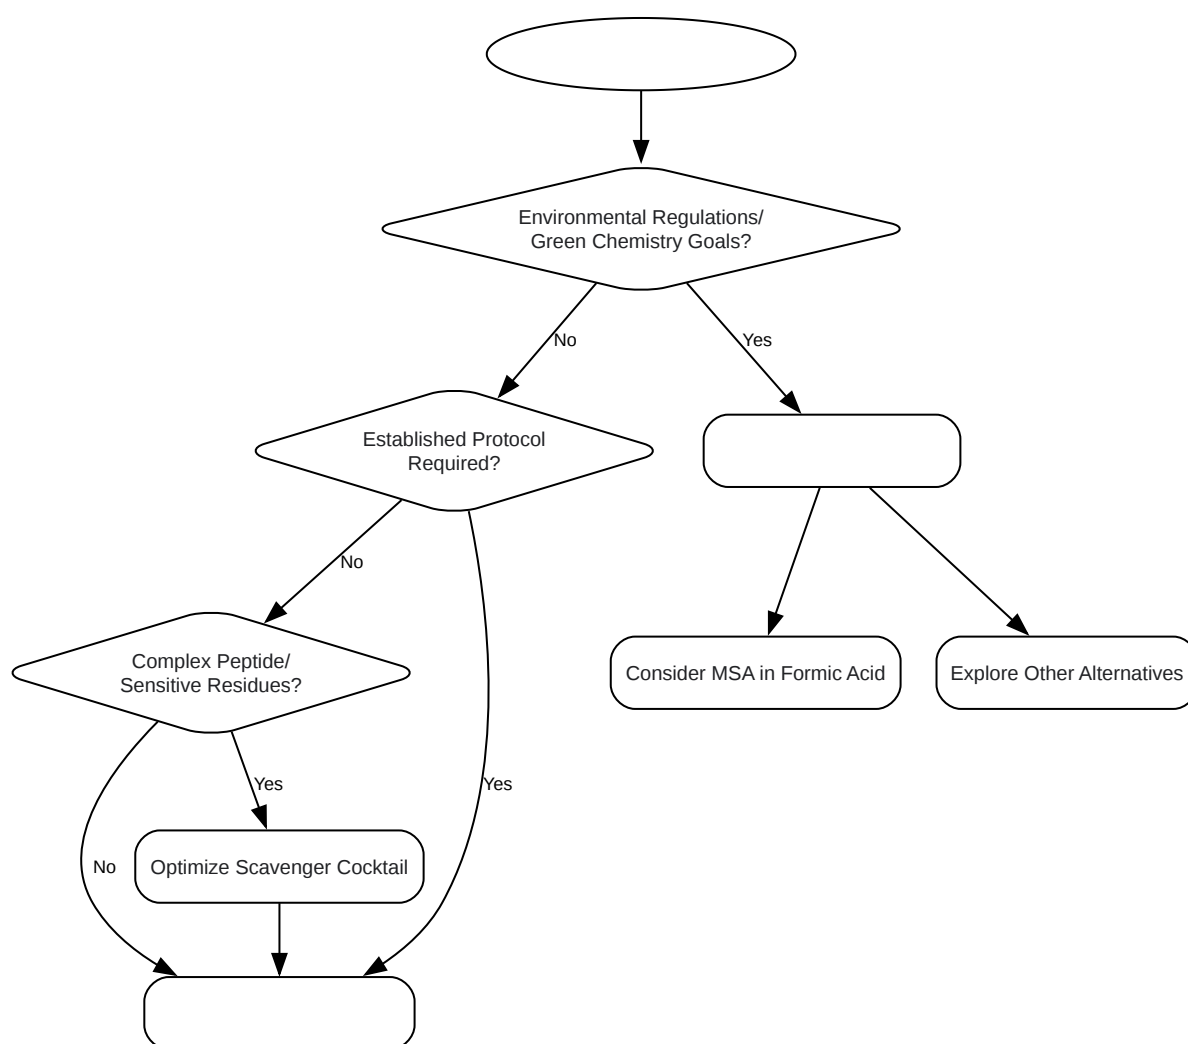 Environmental Regulations/
Green Chemistry Goals?
No
Yes
Established Protocol
Required?
No
Complex Peptide/
Sensitive Residues?
Consider MSA in Formic Acid
Explore Other Alternatives
Yes
Yes
No
Optimize Scavenger Cocktail